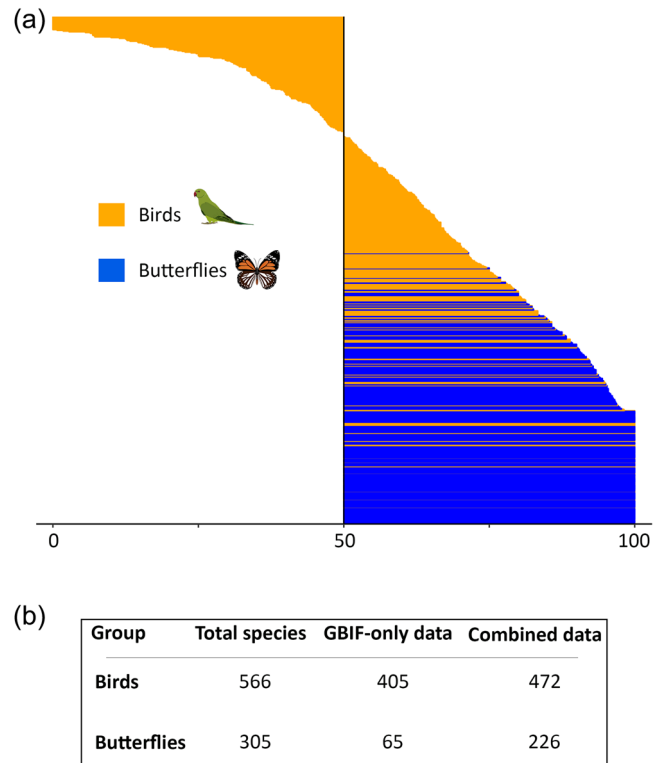 (a)
Birds
Butterflies
0 50 100
(b)
Group Total species GBIF-only data Combined data
Birds 566 405 472
Butterflies 305 65 226